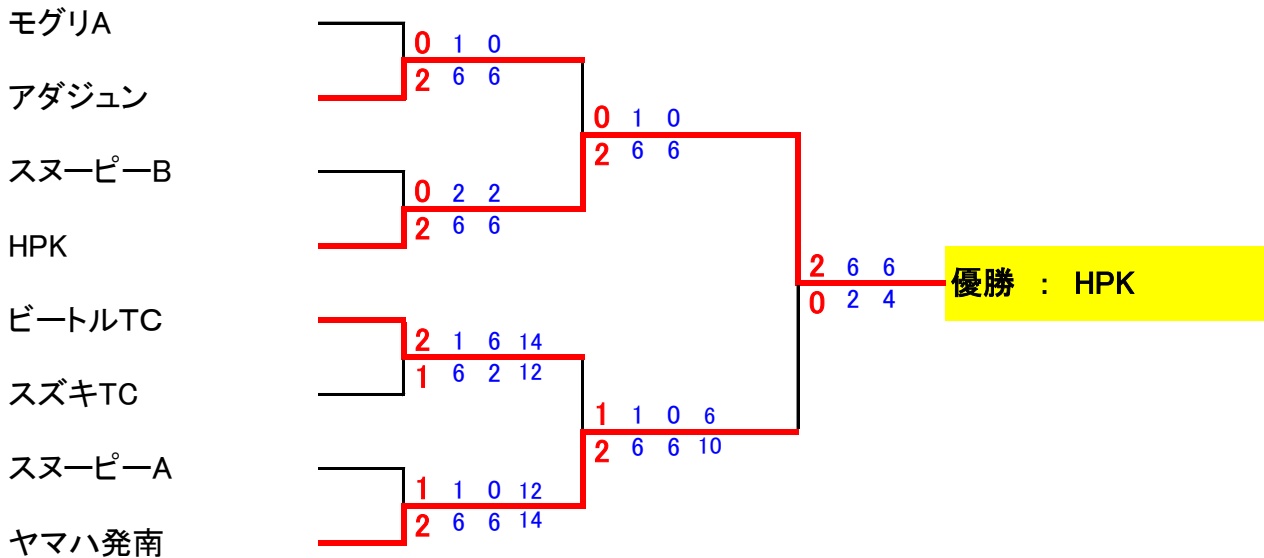 モグリA
0 1 0
2 6 6
アダジュン
0 1 0
2 6 6
スヌーピーB
0 2 2
2 6 6
HPK
2 6 6
優勝 : HPK
0 2 4
ビートルTC
2 1 6 14
1 6 2 12
スズキTC
1 1 0 6
2 6 6 10
スヌーピーA
1 1 0 12
2 6 6 14
ヤマハ発南